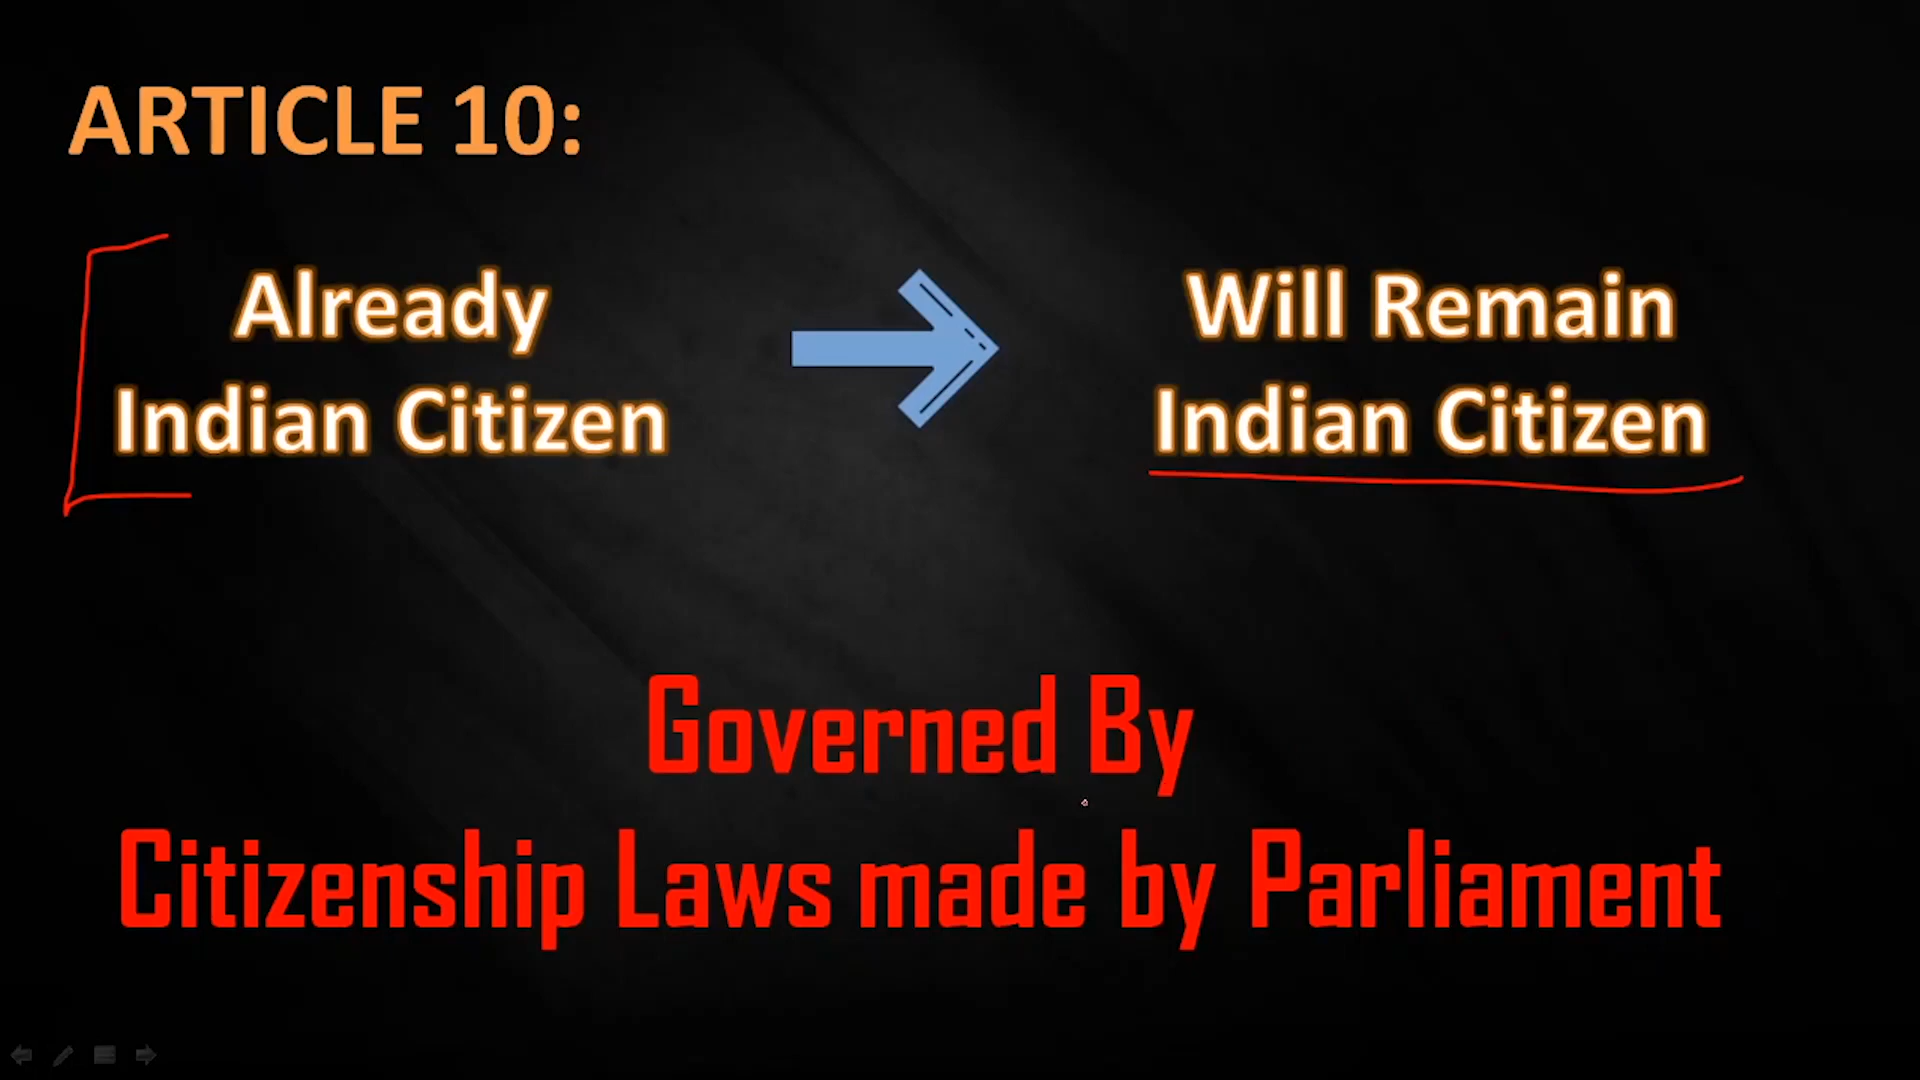 ARTICLE 10:
Already
Indian Citizen
Will Remain
Indian Citizen
Governed By
Citizenship Laws made by Parliament